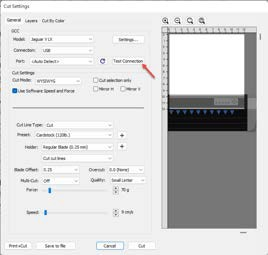 Cut Settings
General Layers Cut By Color
GCC
Model: Jaguar V LX Settings...
Connection: USB
Port: <Auto Detect> Test Connection
Cut Settings
Cut Mode: WYSIWYG Cut selection only
Use Software Speed and Force Mirror H Mirror V
Cut Line Type: Cut
Preset: Cardstock (120lb.) +
Holder: Regular Blade (0.25 mm) +
Cut cut lines
Blade Offset: 0.25 Overcut: 0.0 (None)
Multi-Cut: Off Quality: Small Letter
Force: 70 g
Speed: 9 cm/s
Print+Cut Save to file Cancel Cut